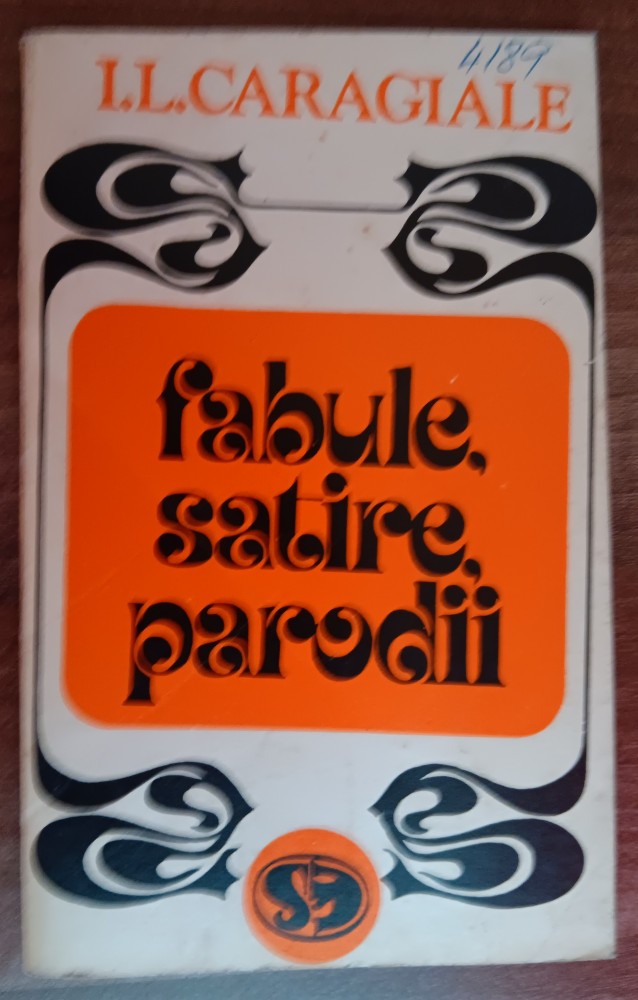 4189
I.L.CARAGIALE
fabule,
satire,
parodii